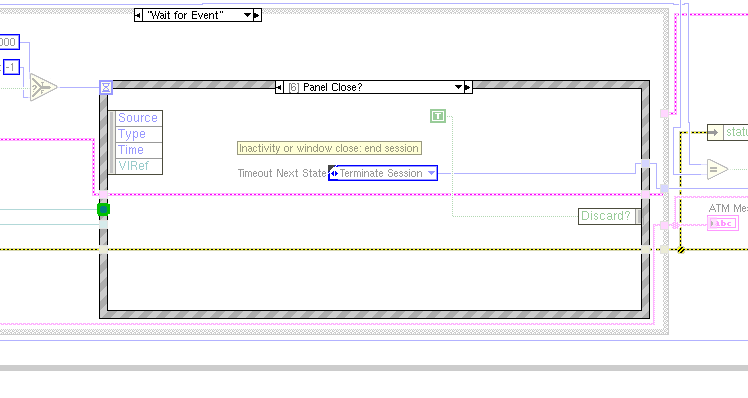 "Wait for Event"
000
-1
[6] Panel Close?
Source
Type
Time
VIRef
T
Inactivity or window close: end session
Timeout Next State
Terminate Session
Discard?
statu
=
ATM Me
abc